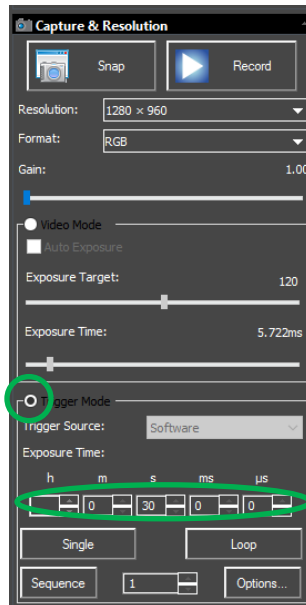 Capture & Resolution
Snap Record
Resolution: 1280 × 960
Format: RGB
Gain: 1.00
Video Mode
Auto Exposure
Exposure Target: 120
Exposure Time: 5.722ms
Trigger Mode
Trigger Source: Software
Exposure Time:
h m s ms µs
0 30 0 0
Single Loop
Sequence 1 Options...